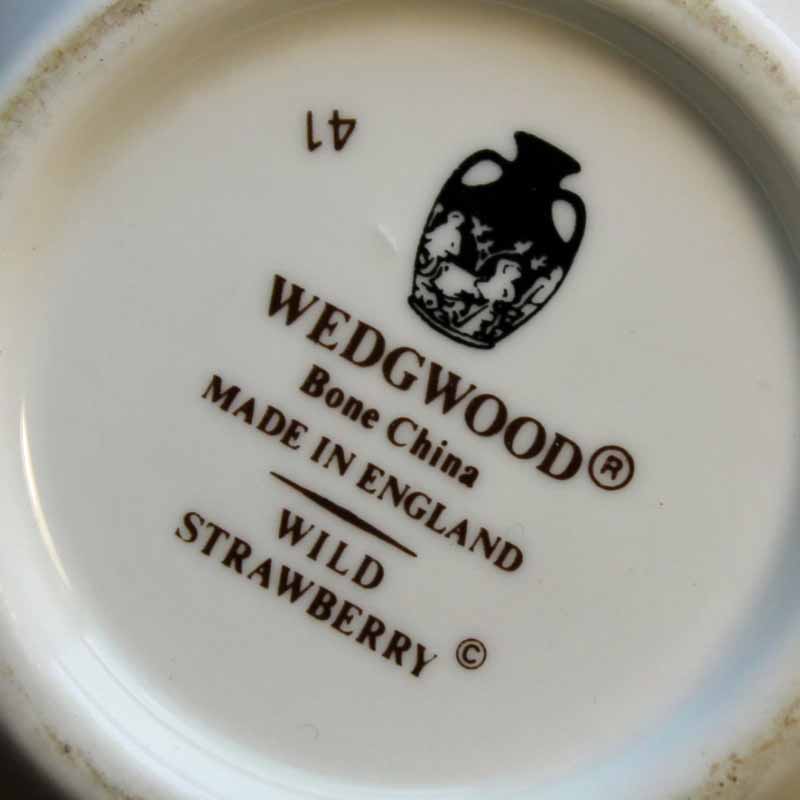 41
WEDGWOOD®
Bone China
MADE IN ENGLAND
WILD
STRAWBERRY ©